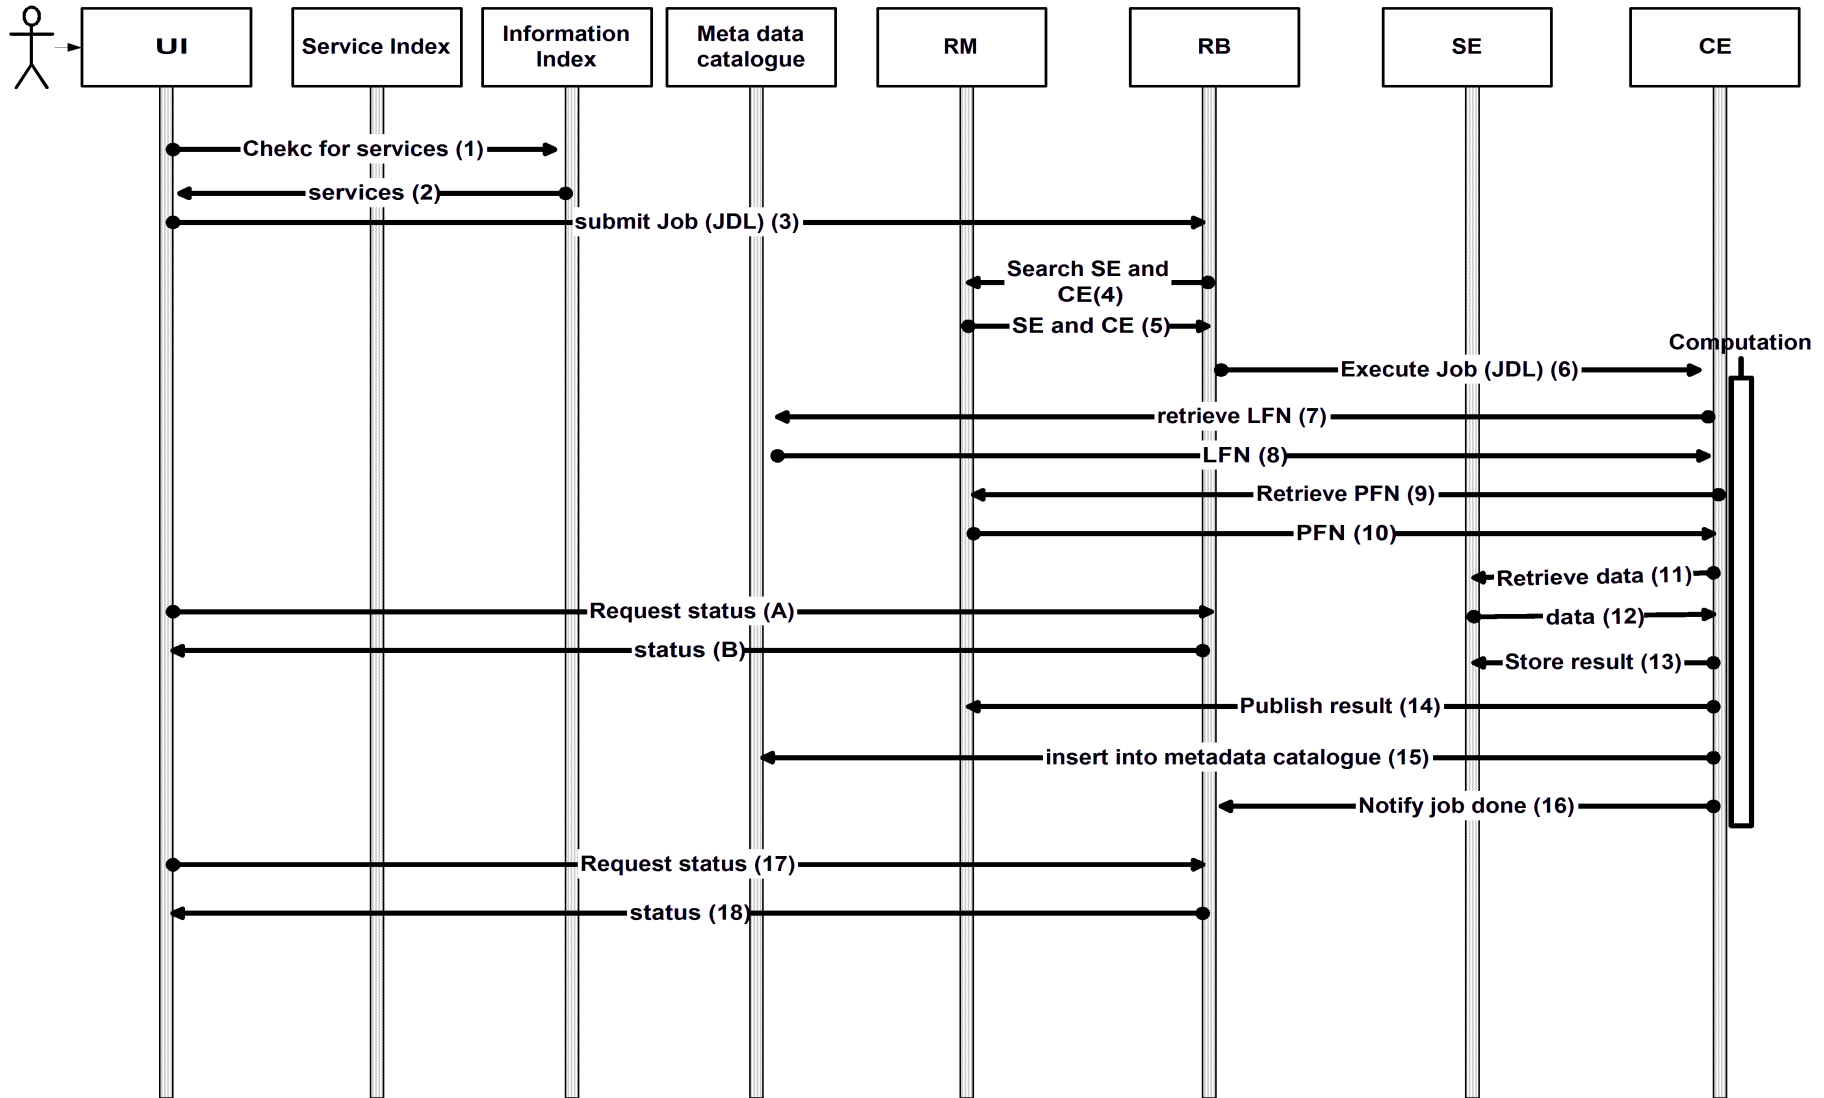 UI
Service Index
Information
Index
Meta data
catalogue
RM
RB
SE
CE
Chekc for services (1)
services (2)
submit Job (JDL) (3)
Search SE and
CE(4)
SE and CE (5)
Computation
Execute Job (JDL) (6)
retrieve LFN (7)
LFN (8)
Retrieve PFN (9)
PFN (10)
Retrieve data (11)
Request status (A)
data (12)
status (B)
Store result (13)
Publish result (14)
insert into metadata catalogue (15)
Notify job done (16)
Request status (17)
status (18)